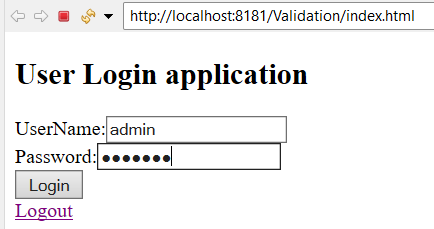 http://localhost:8181/Validation/index.html
User Login application
UserName:admin
Password:●●●●●●●
Login
Logout